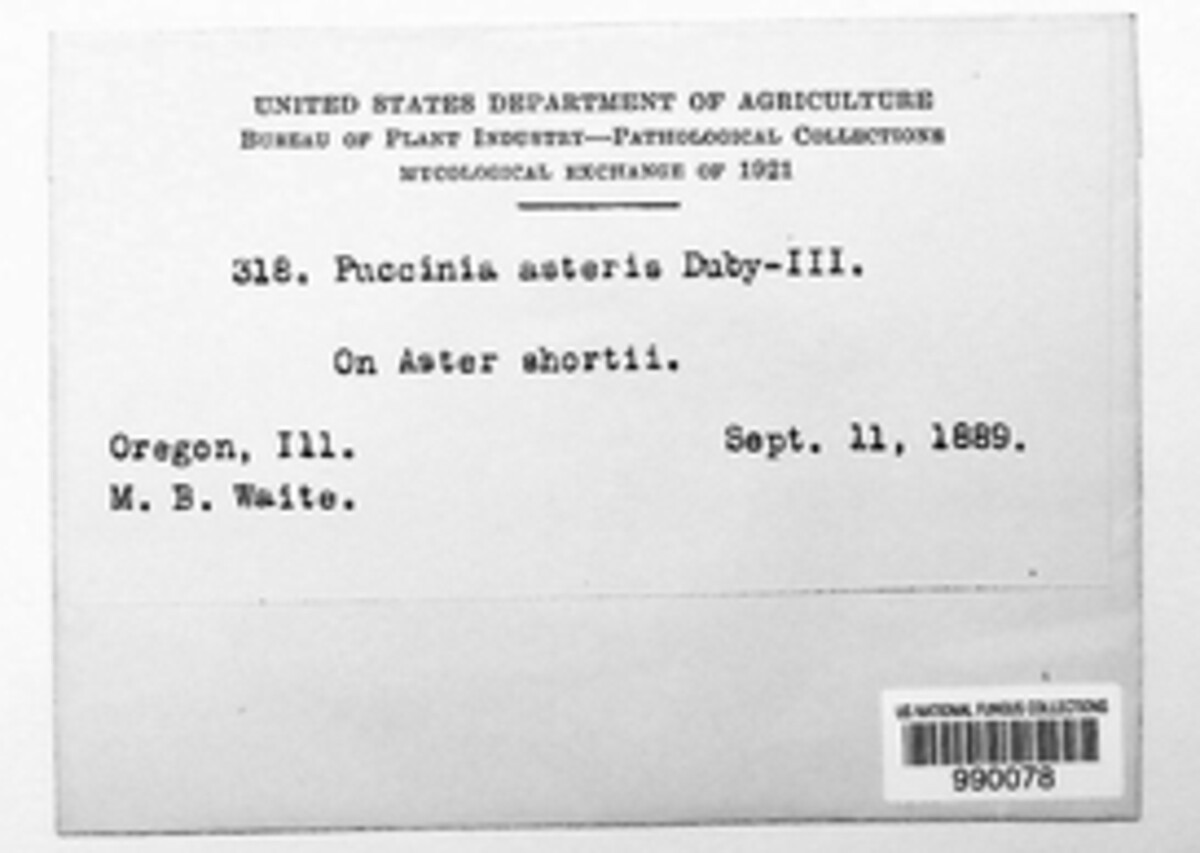 UNITED STATES DEPARTMENT OF AGRICULTURE
BUREAU OF PLANT INDUSTRY—PATHOLOGICAL COLLECTIONS
MYCOLOGICAL EXCHANGE OF 1921
318. Puccinia asteris Duby-III.
On Aster shortii.
Oregon, Ill.
Sept. 11, 1889.
M. B. Waite.
US NATIONAL FUNGUS COLLECTIONS
990078